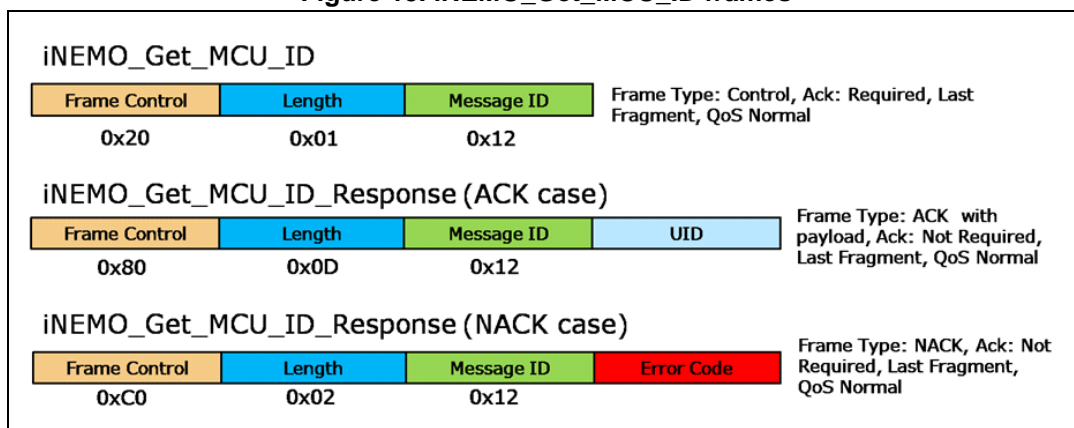 iNEMO_Get_MCU_ID
Frame Control Length Message ID
0x20 0x01 0x12
Frame Type: Control, Ack: Required, Last
Fragment, QoS Normal
iNEMO_Get_MCU_ID_Response (ACK case)
Frame Control Length Message ID UID
0x80 0x0D 0x12
Frame Type: ACK with
payload, Ack: Not Required,
Last Fragment, QoS Normal
iNEMO_Get_MCU_ID_Response (NACK case)
Frame Control Length Message ID Error Code
0xC0 0x02 0x12
Frame Type: NACK, Ack: Not
Required, Last Fragment,
QoS Normal